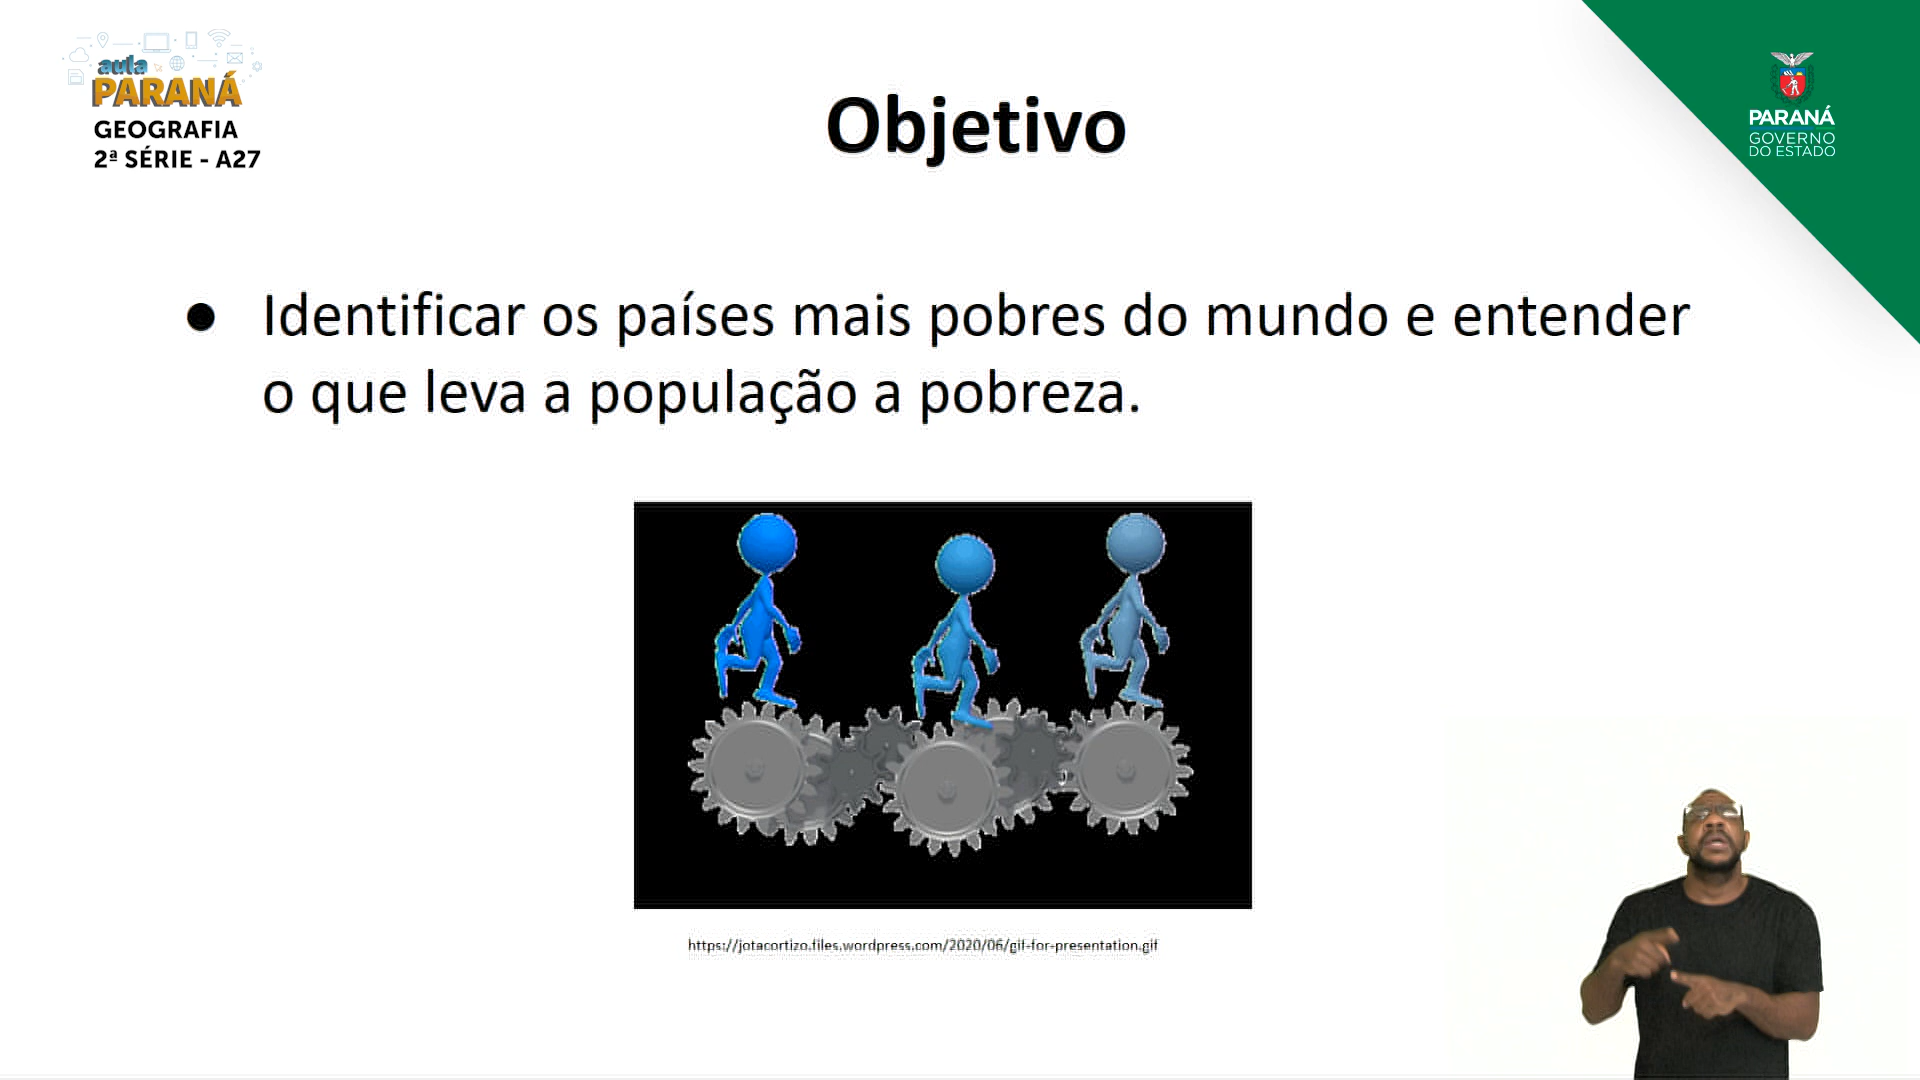 aula
PARANÁ
GEOGRAFIA
2ª SÉRIE - A27
Objetivo
PARANÁ
GOVERNO
DO ESTADO
● Identificar os países mais pobres do mundo e entender
o que leva a população a pobreza.
https://jotacortizo.files.wordpress.com/2020/06/gif-for-presentation.gif